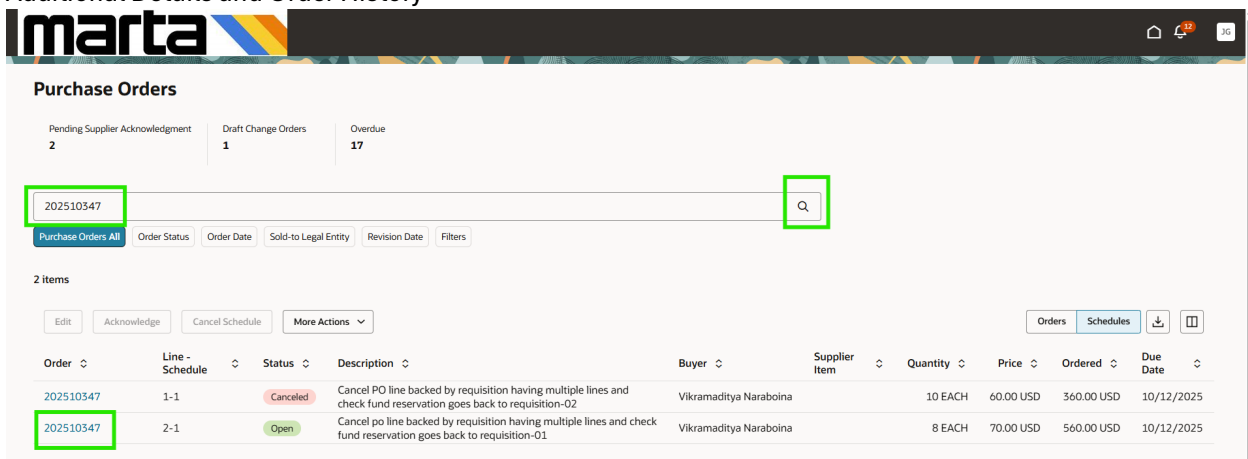 Additional Details and Order History
marta
12
JG
Purchase Orders
Pending Supplier Acknowledgment Draft Change Orders Overdue
2 1 17
202510347
Purchase Orders All Order Status Order Date Sold-to Legal Entity Revision Date Filters
2 items
Edit Acknowledge Cancel Schedule More Actions Orders Schedules
Order Line - Schedule Status Description Buyer Supplier Item Quantity Price Ordered Due Date
202510347 1-1 Canceled Cancel PO line backed by requisition having multiple lines and Vikramaditya Naraboina 10 EACH 60.00 USD 360.00 USD 10/12/2025
check fund reservation goes back to requisition-02
202510347 2-1 Open Cancel po line backed by requisition having multiple lines and check Vikramaditya Naraboina 8 EACH 70.00 USD 560.00 USD 10/12/2025
fund reservation goes back to requisition-01